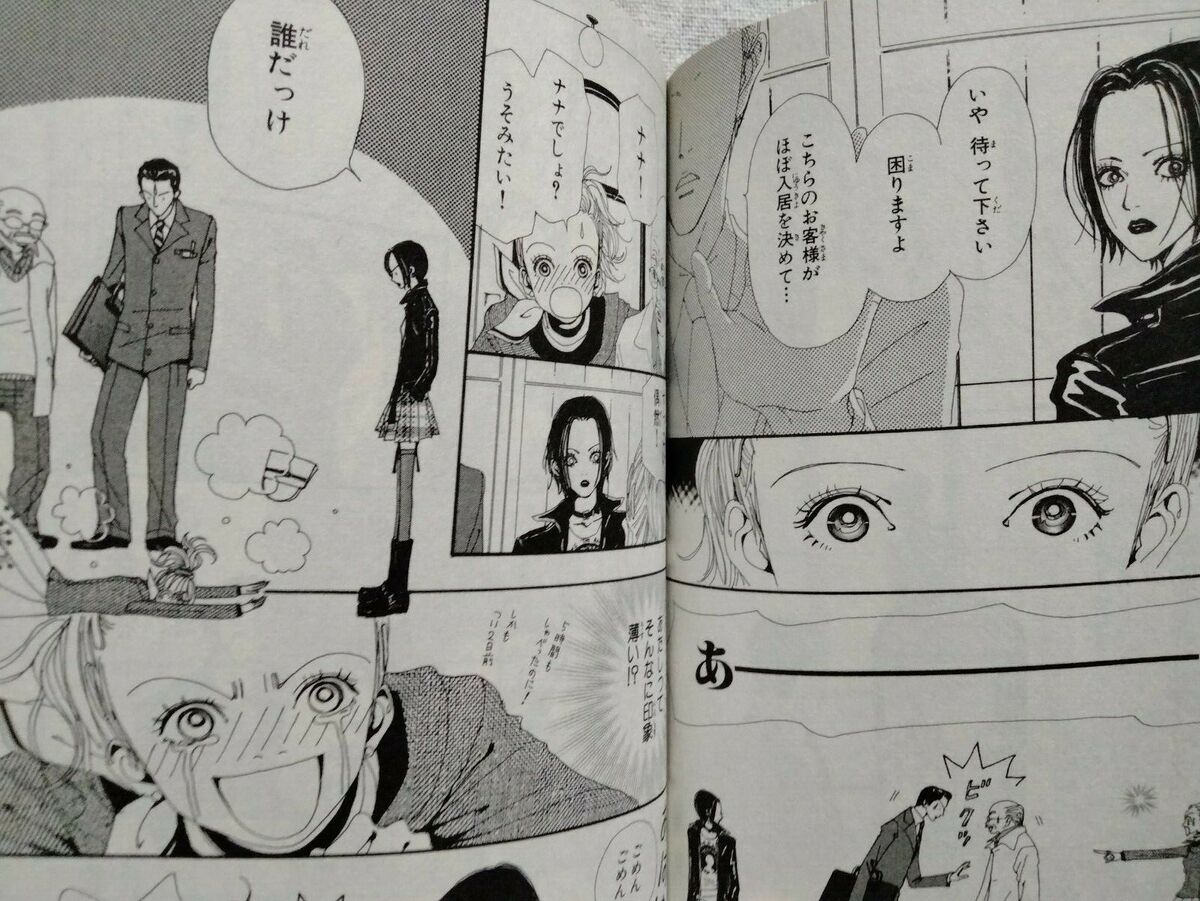 いや 待って下さい
困りますよ
こちらのお客様が
ほぼ入居を決めて…
あ
ビクッ
ナナ!
ナナでしょ?
うそみたい!
誰だっけ
あたしって
そんなに印象
薄い!?
5時間も
しゃべったのに!
しかも
つい2日前
ごめん
ごめん